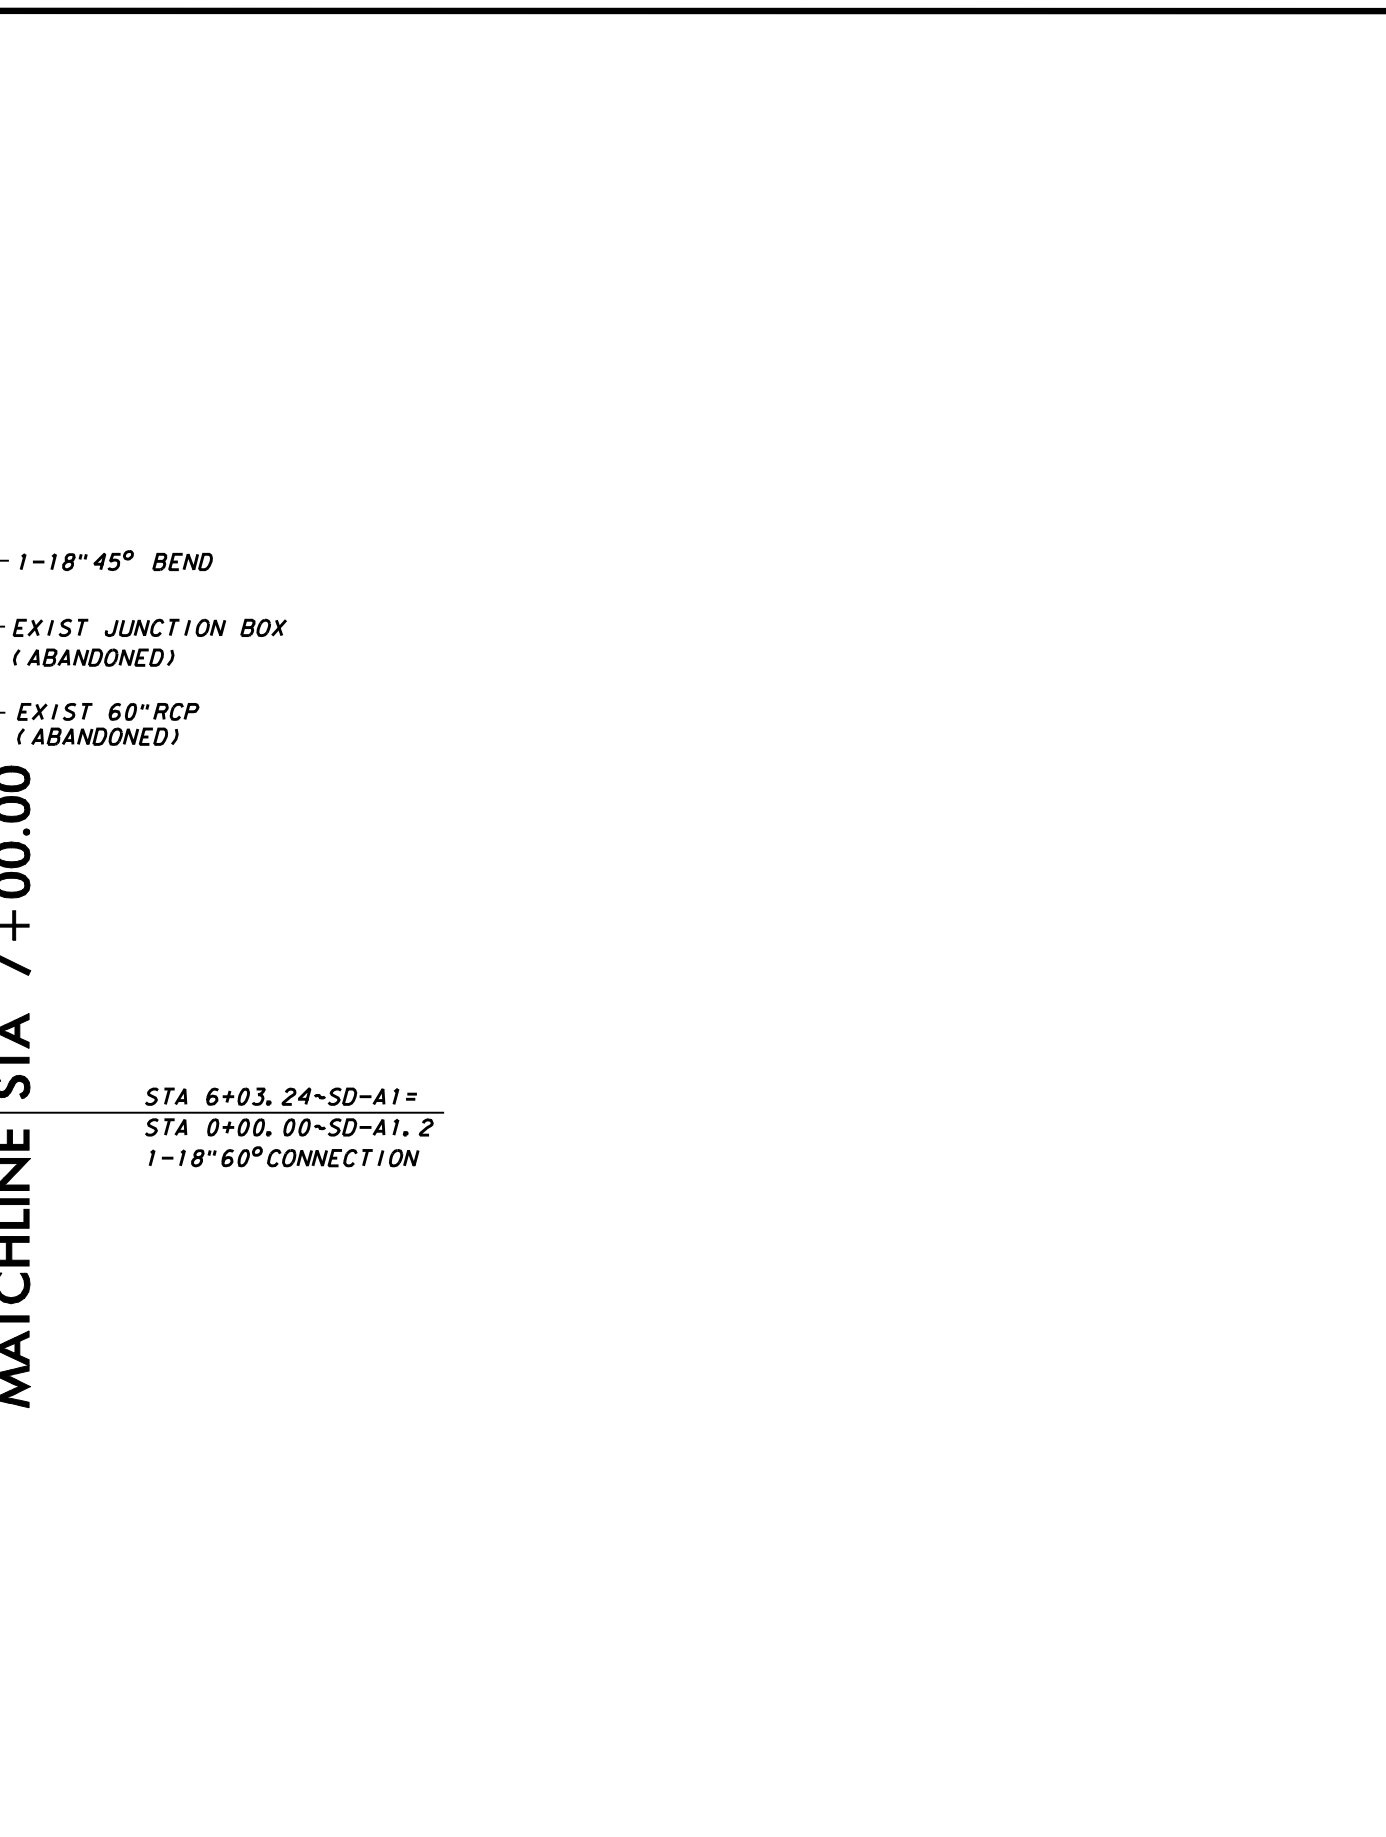 1-18" 45° BEND
EXIST JUNCTION BOX
(ABANDONED)
EXIST 60" RCP
(ABANDONED)
MATCHLINE STA +00.00
STA 6+03.24~SD-A1=
STA 0+00.00~SD-A1.2
1-18" 60° CONNECTION